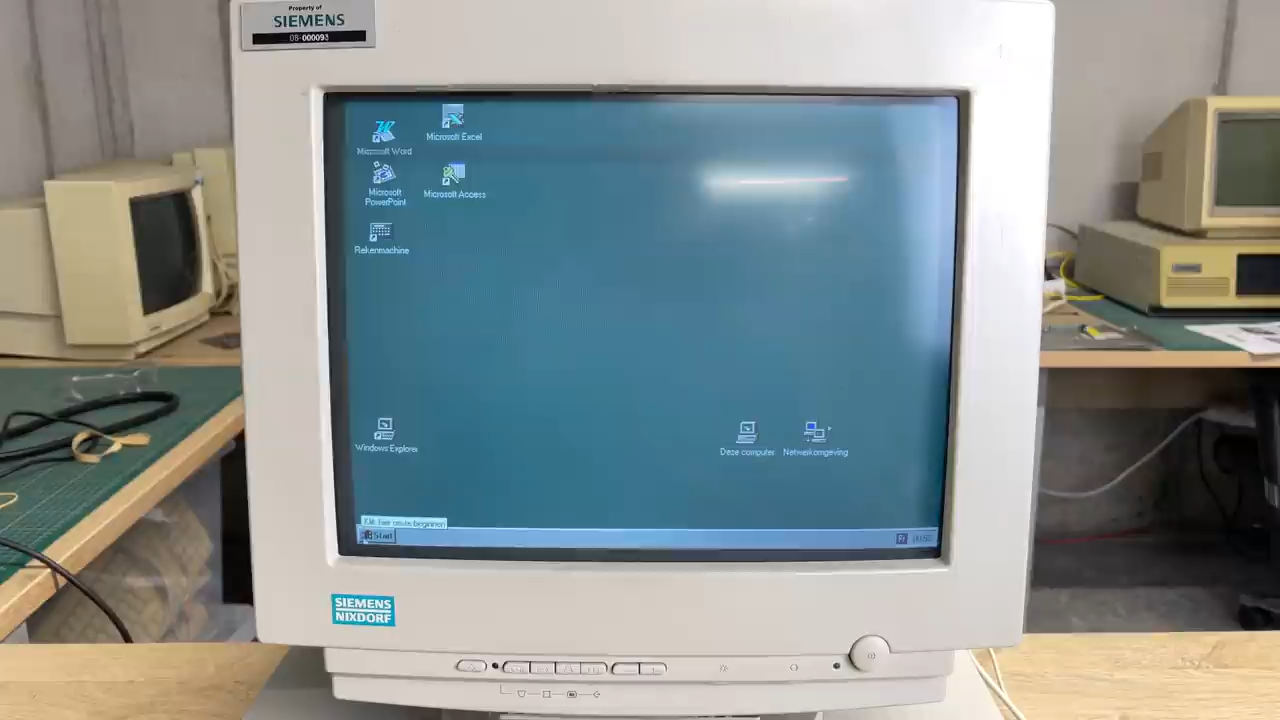 Property of
SIEMENS
08-000093
Microsoft Word
Microsoft Excel
Microsoft
PowerPoint
Microsoft Access
Rekenmachine
Windows Explorer
Deze computer
Netwerkomgeving
Klik hier om te beginnen
Start
SIEMENS
NIXDORF